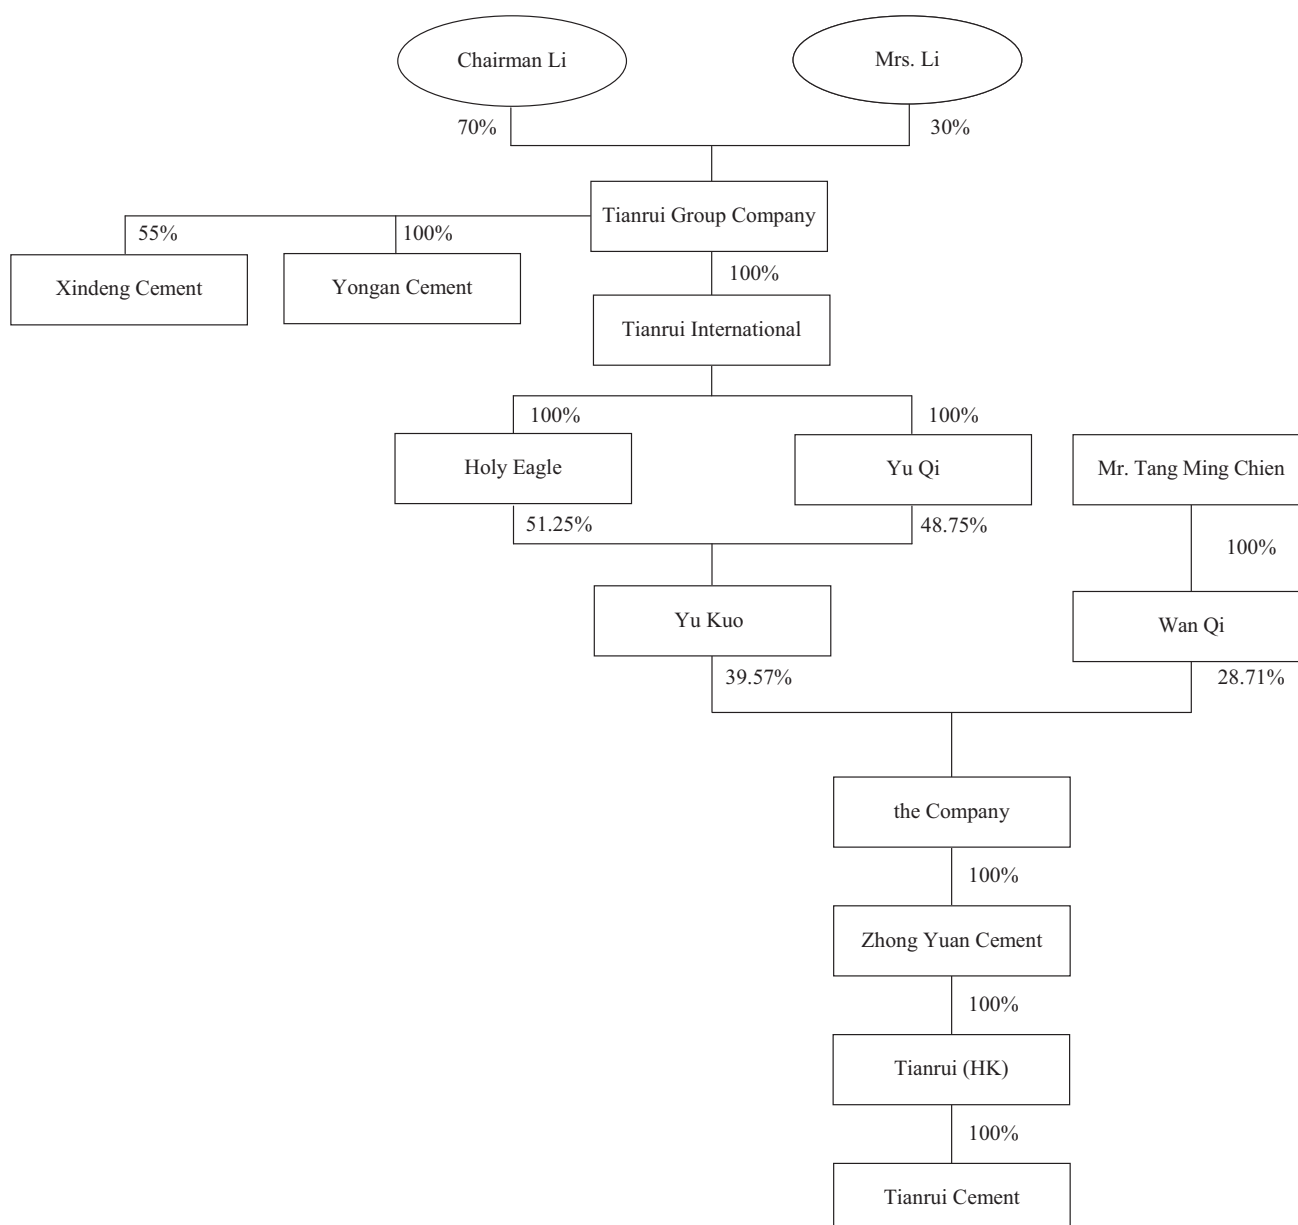 Chairman Li
Mrs. Li
70%
30%
Tianrui Group Company
55%
100%
Xindeng Cement
Yongan Cement
100%
Tianrui International
100%
100%
Holy Eagle
Yu Qi
Mr. Tang Ming Chien
51.25%
48.75%
100%
Yu Kuo
Wan Qi
39.57%
28.71%
the Company
100%
Zhong Yuan Cement
100%
Tianrui (HK)
100%
Tianrui Cement